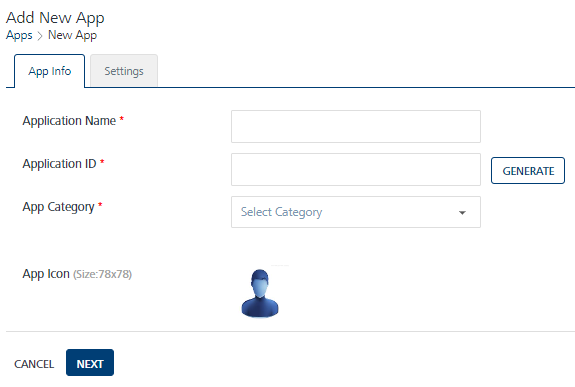 Add New App
Apps > New App
App Info
Settings
Application Name *
Application ID *
GENERATE
App Category *
Select Category
App Icon (Size:78x78)
CANCEL
NEXT